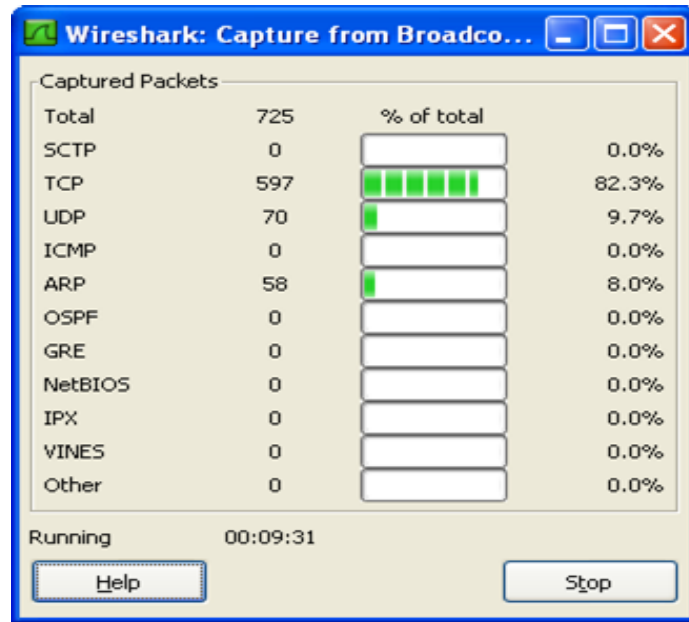 Wireshark: Capture from Broadco...
Captured Packets
Total 725 % of total
SCTP 0 0.0%
TCP 597 82.3%
UDP 70 9.7%
ICMP 0 0.0%
ARP 58 8.0%
OSPF 0 0.0%
GRE 0 0.0%
NetBIOS 0 0.0%
IPX 0 0.0%
VINES 0 0.0%
Other 0 0.0%
Running 00:09:31
Help Stop